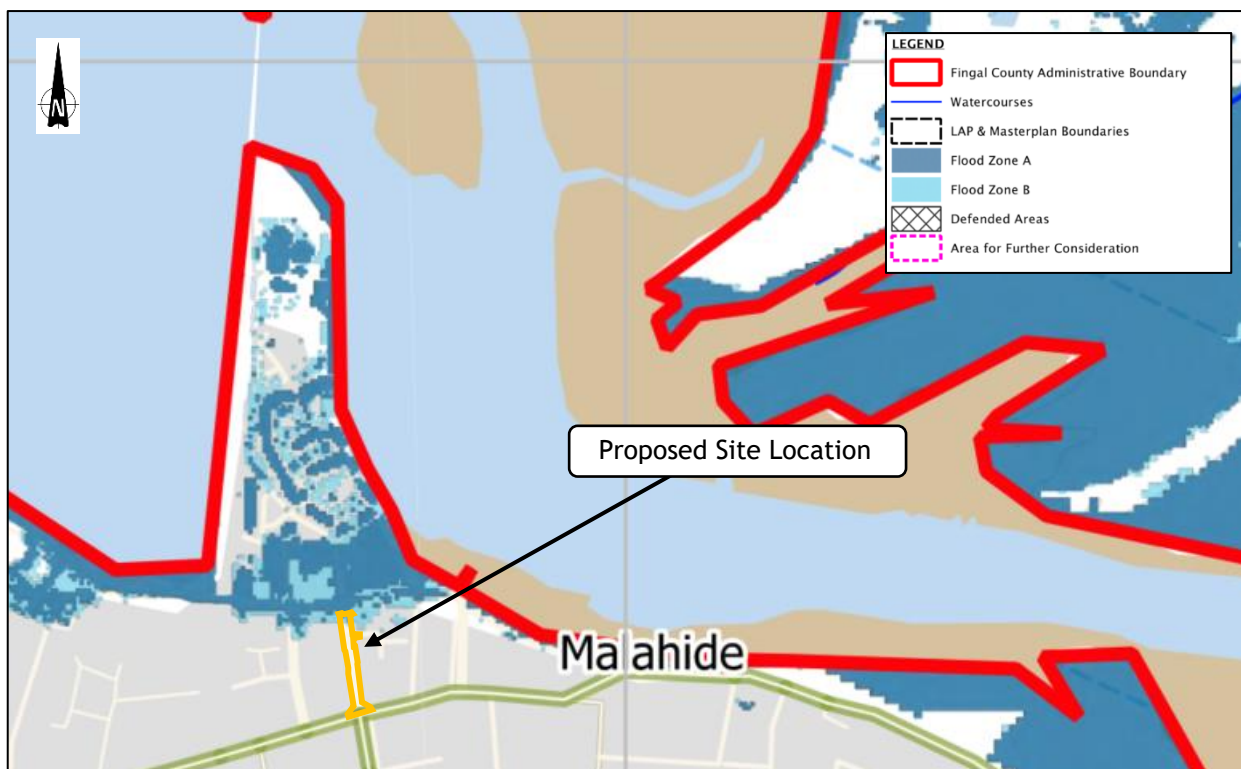 N
LEGEND
Fingal County Administrative Boundary
Watercourses
LAP & Masterplan Boundaries
Flood Zone A
Flood Zone B
Defended Areas
Area for Further Consideration
Proposed Site Location
Malahide